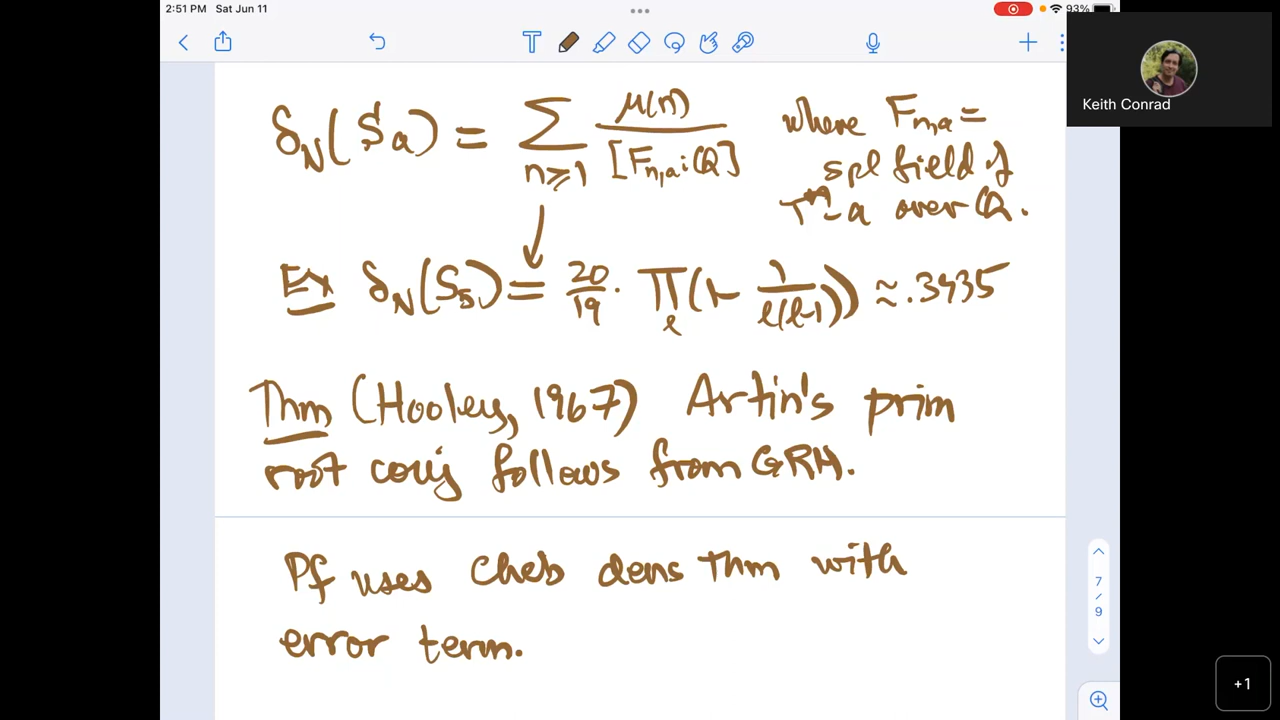 2:51 PM Sat Jun 11
93%
Keith Conrad
δ_N(S_a) = ∑_{n≥1} μ(n)/[F_{n,a}:Q] where F_{n,a} =
spl field of
T^n-a over Q.
Ex δ_N(S_5) = 20/19 · ∏_ℓ (1 - 1/(ℓ(ℓ-1))) ≈ .3935
Thm (Hooley, 1967) Artin's prim
root conj follows from GRH.
Pf uses Cheb dens Thm with
error term.
7
/
9
+1